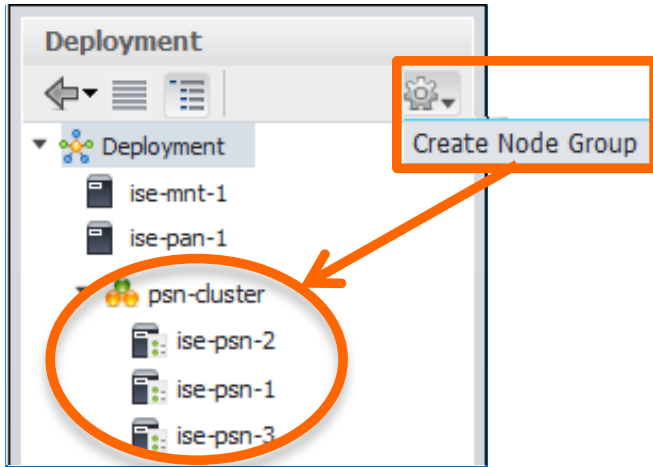 Deployment
Create Node Group
Deployment
ise-mnt-1
ise-pan-1
psn-cluster
ise-psn-2
ise-psn-1
ise-psn-3